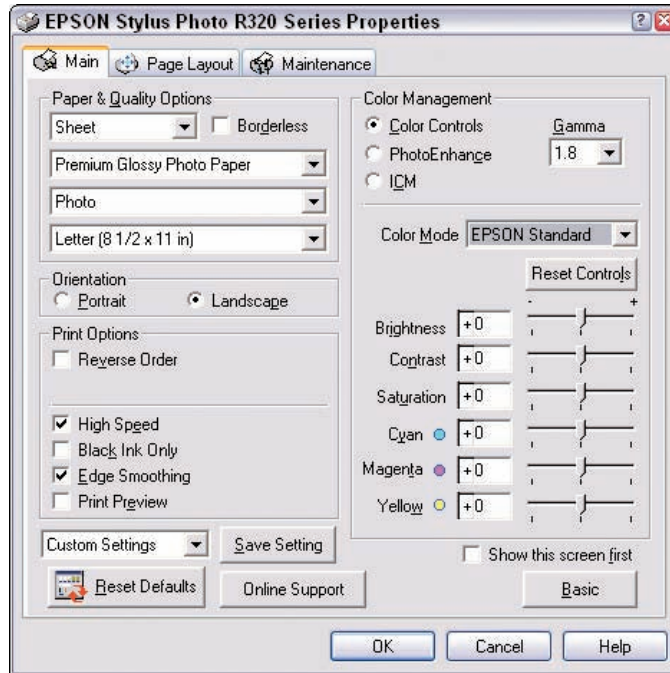 EPSON Stylus Photo R320 Series Properties
Main
Page Layout
Maintenance
Paper & Quality Options
Sheet
Borderless
Premium Glossy Photo Paper
Photo
Letter (8 1/2 x 11 in)
Orientation
Portrait
Landscape
Print Options
Reverse Order
High Speed
Black Ink Only
Edge Smoothing
Print Preview
Custom Settings
Save Setting
Reset Defaults
Online Support
Color Management
Color Controls
PhotoEnhance
ICM
Gamma
1.8
Color Mode EPSON Standard
Reset Controls
- +
Brightness +0
Contrast +0
Saturation +0
Cyan +0
Magenta +0
Yellow +0
Show this screen first
Basic
OK
Cancel
Help